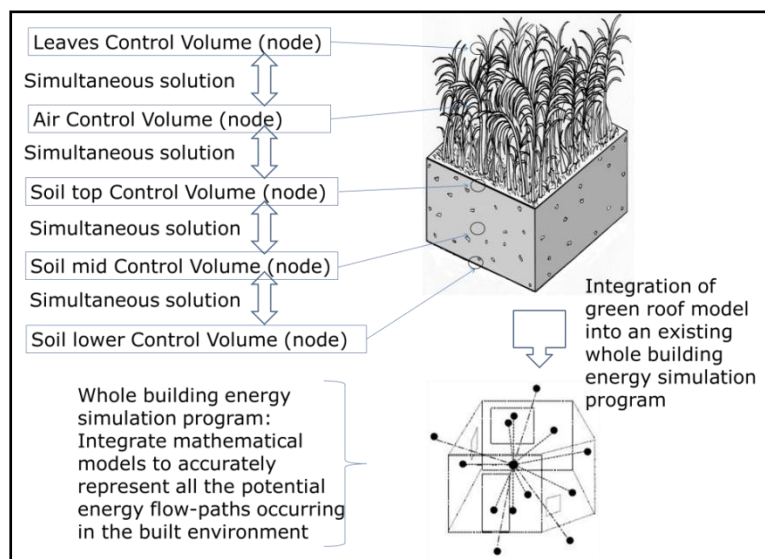 Leaves Control Volume (node)
Simultaneous solution
Air Control Volume (node)
Simultaneous solution
Soil top Control Volume (node)
Simultaneous solution
Soil mid Control Volume (node)
Simultaneous solution
Soil lower Control Volume (node)
Integration of
green roof model
into an existing
whole building
energy simulation
program
Whole building energy
simulation program:
Integrate mathematical
models to accurately
represent all the potential
energy flow-paths occurring
in the built environment